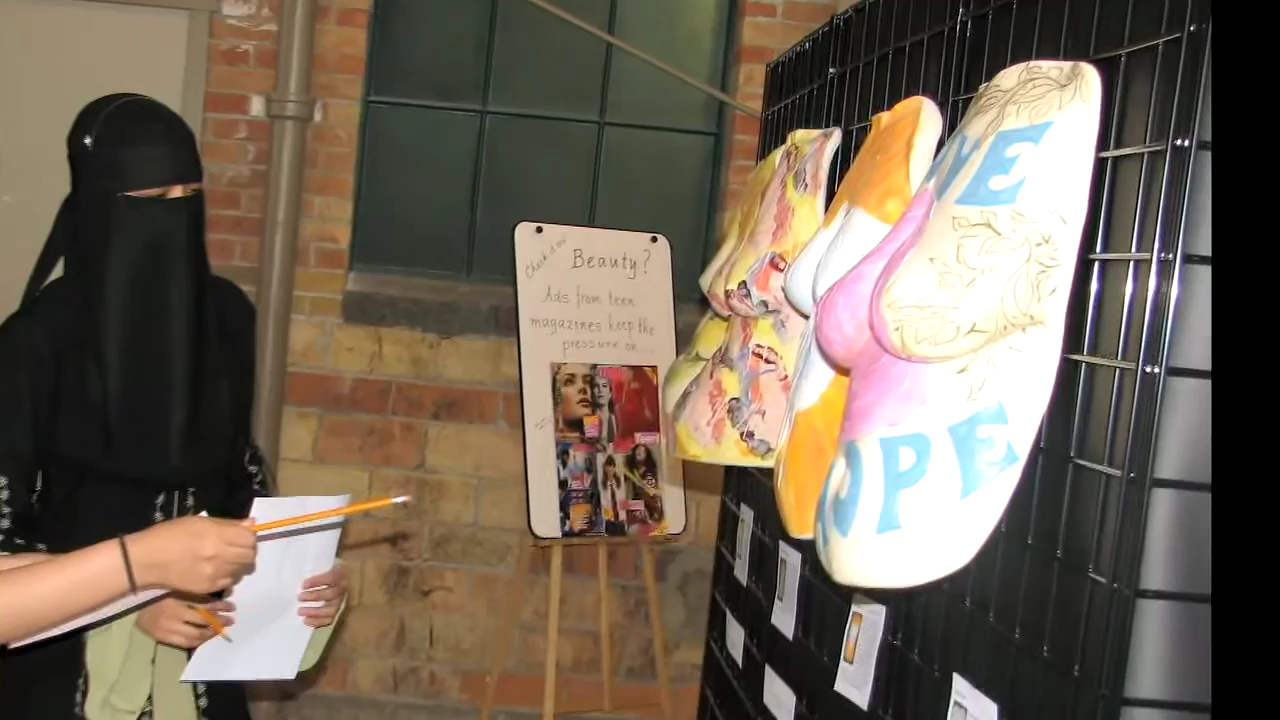 Check it out
Beauty?
Ads from teen
magazines keep the
pressure on...
VE
OPE